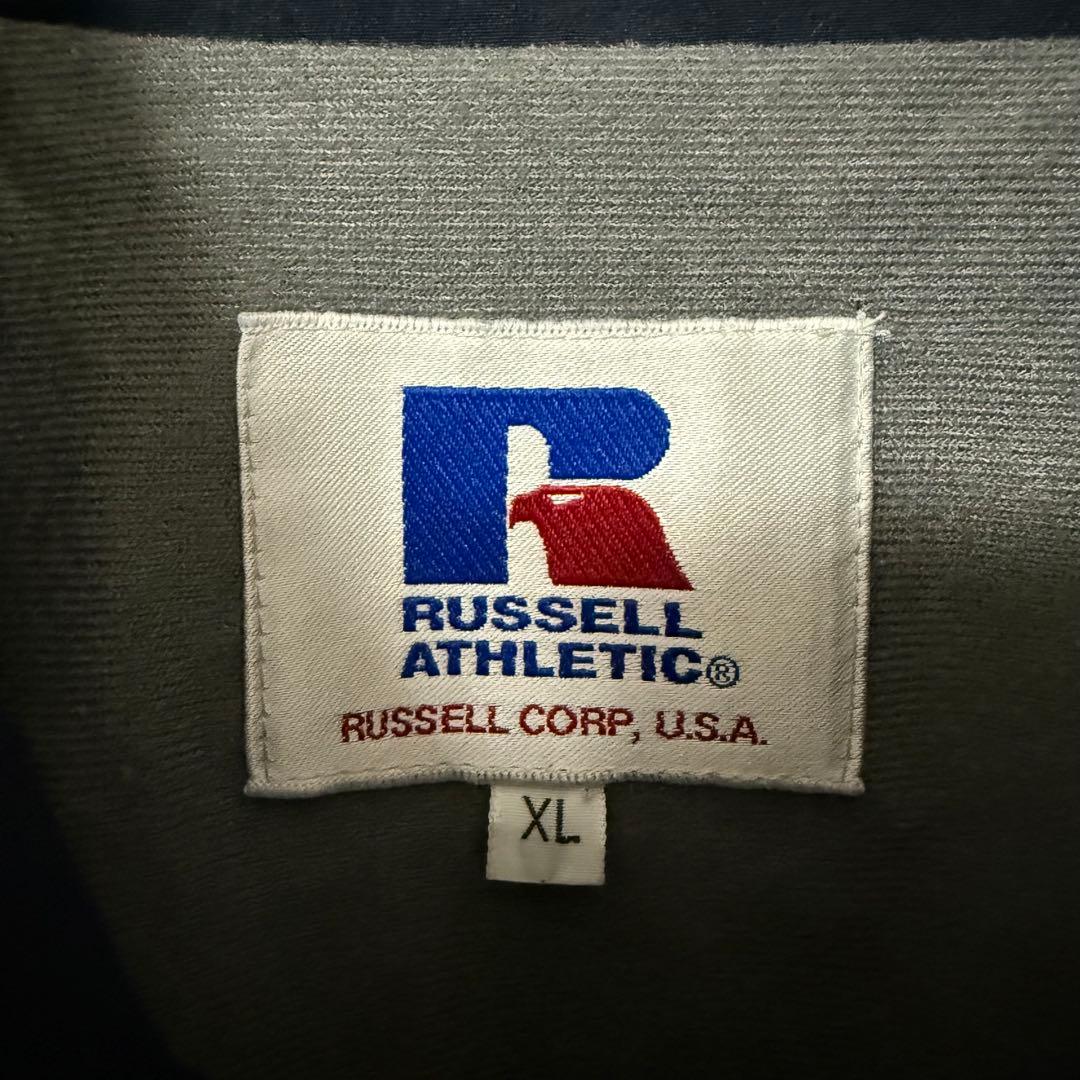 R
RUSSELL
ATHLETIC®
RUSSELL CORP, U.S.A.
XL